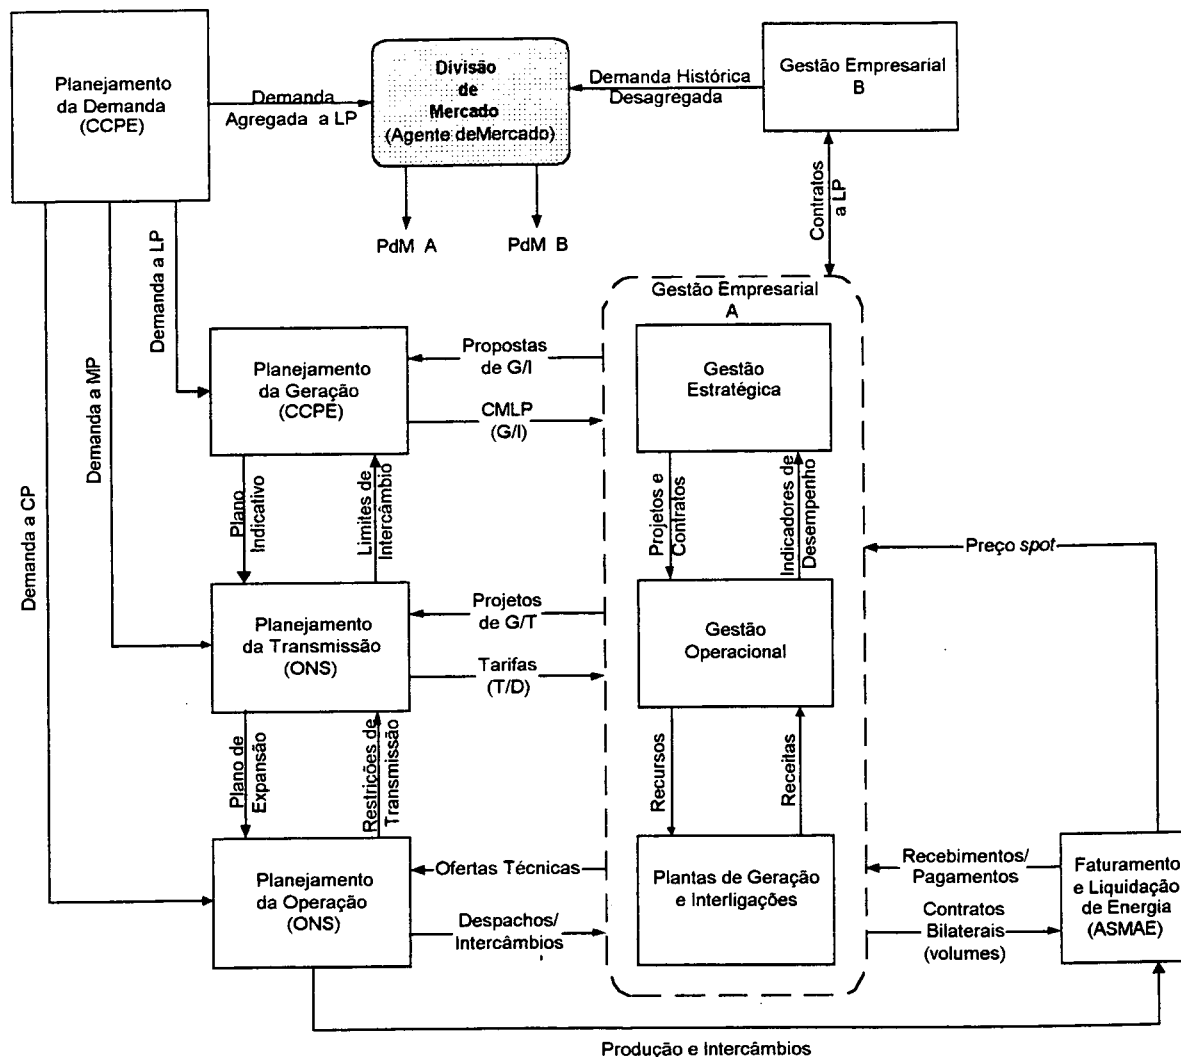 Planejamento
da Demanda
(CCPE)
Demanda
Agregada a LP
Divisão
de
Mercado
(Agente deMercado)
Demanda Histórica
Desagregada
Gestão Empresarial
B
PdM A
PdM B
Contratos
a LP
Demanda a LP
Demanda a MP
Demanda a CP
Gestão Empresarial
A
Planejamento
da Geração
(CCPE)
Propostas
de G/I
CMLP
(G/I)
Gestão
Estratégica
Plano
Indicativo
Limites de
Intercâmbio
Projetos e
Contratos
Indicadores de
Desempenho
Preço spot
Planejamento
da Transmissão
(ONS)
Projetos
de G/T
Tarifas
(T/D)
Gestão
Operacional
Plano de
Expansão
Restricões de
Transmissão
Recursos
Receitas
Planejamento
da Operação
(ONS)
Ofertas Técnicas
Despachos/
Intercâmbios
Plantas de Geração
e Interligações
Recebimentos/
Pagamentos
Contratos
Bilaterais
(volumes)
Faturamento
e Liquidação
de Energia
(ASMAE)
Produção e Intercâmbios